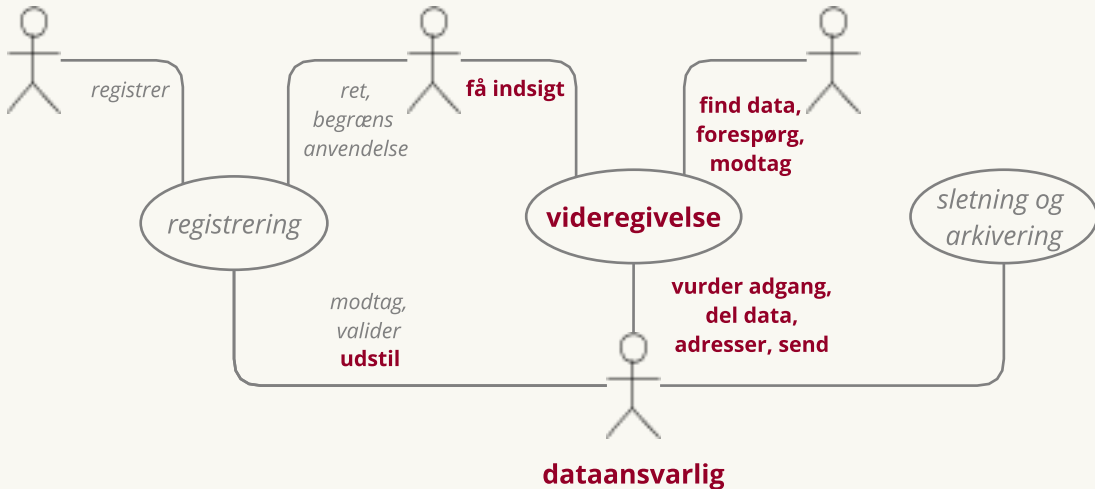 registrer
ret,
begræns
anvendelse
få indsigt
find data,
forespørg,
modtag
registrering
videregivelse
sletning og
arkivering
modtag,
valider
udstil
vurder adgang,
del data,
adresser, send
dataansvarlig